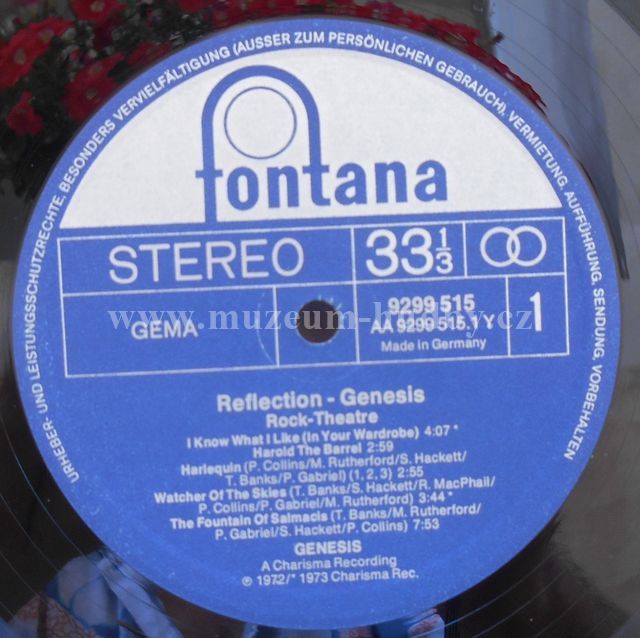 URHEBER- UND LEISTUNGSSCHUTZRECHTE, BESONDERS VERVIELFÄLTIGUNG (AUSSER ZUM PERSÖNLICHEN GEBRAUCH), VERMIETUNG, AUFFÜHRUNG, SENDUNG, VORBEHALTEN
fontana
STEREO 33 1/3
GEMA 9299 515 1
AA 9299 515.1 Y
Made in Germany
www.muzeum-hudby.cz
Reflection - Genesis
Rock-Theatre
I Know What I Like (In Your Wardrobe) 4:07 *
Harold The Barrel 2:59
Harlequin (P. Collins/M. Rutherford/S. Hackett/
T. Banks/P. Gabriel) (1, 2, 3) 2:55
Watcher Of The Skies (T. Banks/S. Hackett/R. MacPhail/
P. Collins/P. Gabriel/M. Rutherford) 3:44 *
The Fountain Of Salmacis (T. Banks/M. Rutherford/
P. Gabriel/S. Hackett/P. Collins) 7:53
GENESIS
A Charisma Recording
℗ 1972/* 1973 Charisma Rec.